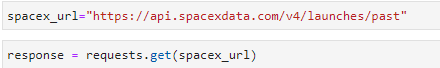 spacex_url="https://api.spacexdata.com/v4/launches/past"
response = requests.get(spacex_url)